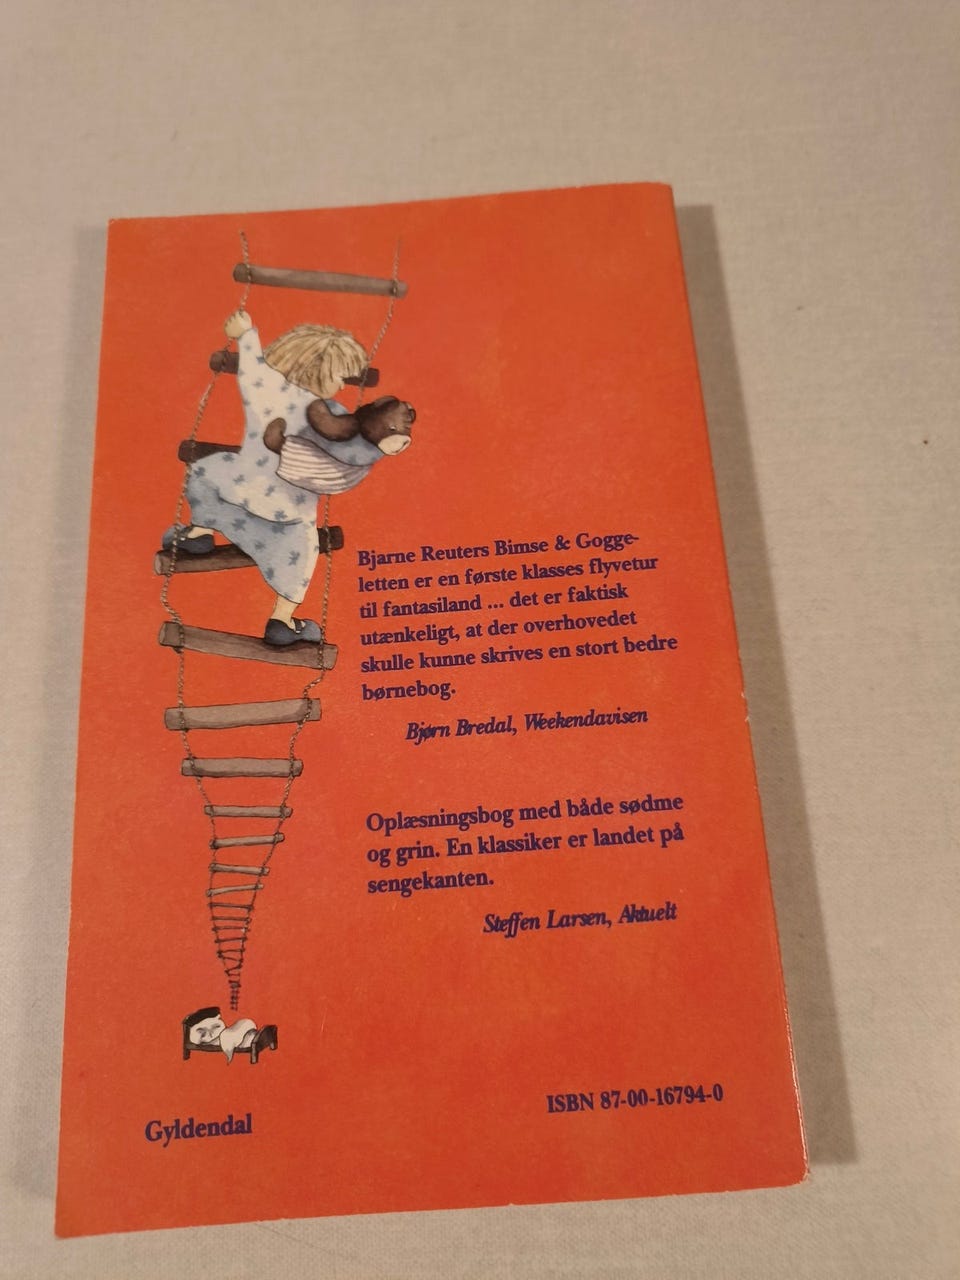 Bjarne Reuters Bimse & Gogge-
letten er en første klasses flyvetur
til fantasiland ... det er faktisk
utænkeligt, at der overhovedet
skulle kunne skrives en stort bedre
børnebog.
Bjørn Bredal, Weekendavisen
Oplæsningsbog med både sødme
og grin. En klassiker er landet på
sengekanten.
Steffen Larsen, Aktuelt
Gyldendal
ISBN 87-00-16794-0